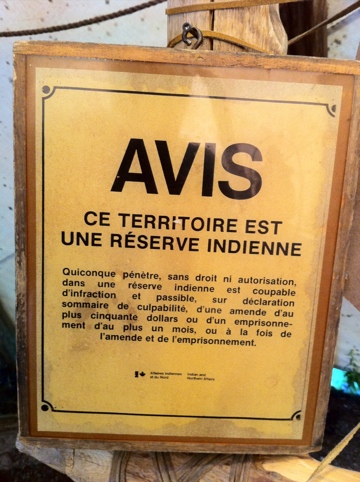 AVIS
CE TERRITOIRE EST
UNE RÉSERVE INDIENNE
Quiconque pénètre, sans droit ni autorisation,
dans une réserve indienne est coupable
d'infraction et passible, sur déclaration
sommaire de culpabilité, d'une amende d'au
plus cinquante dollars ou d'un emprisonne-
ment d'au plus un mois, ou à la fois de
l'amende et de l'emprisonnement.
Affaires indiennes
et du Nord
Indian and
Northern Affairs